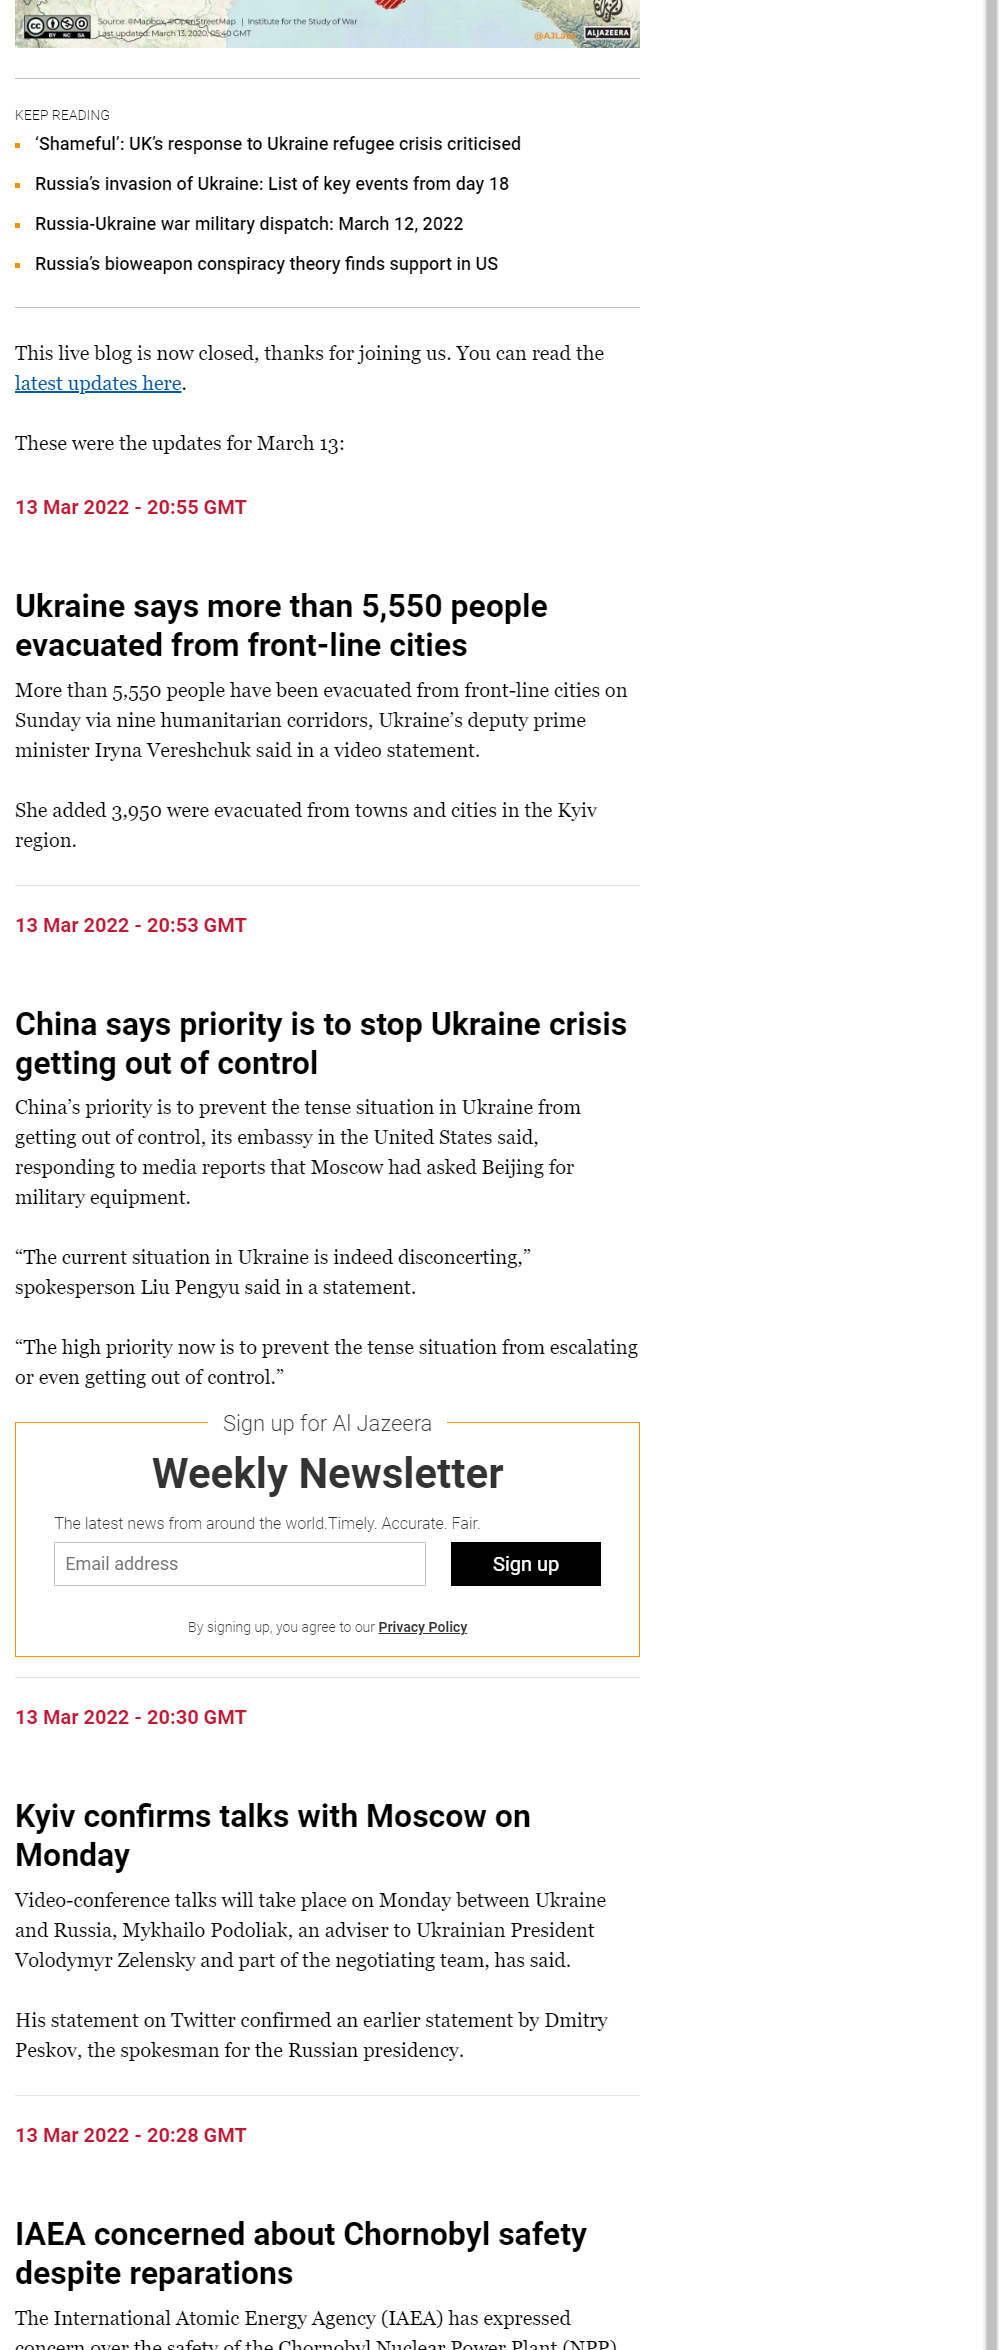 BY NC SA
Source: ©Mapbox, ©OpenStreetMap | Institute for the Study of War
Last updated: March 13, 2020, 05:40 GMT
@AJLabs
ALJAZEERA
KEEP READING
‘Shameful’: UK’s response to Ukraine refugee crisis criticised
Russia’s invasion of Ukraine: List of key events from day 18
Russia-Ukraine war military dispatch: March 12, 2022
Russia’s bioweapon conspiracy theory finds support in US
This live blog is now closed, thanks for joining us. You can read the
latest updates here.
These were the updates for March 13:
13 Mar 2022 - 20:55 GMT
Ukraine says more than 5,550 people
evacuated from front-line cities
More than 5,550 people have been evacuated from front-line cities on
Sunday via nine humanitarian corridors, Ukraine’s deputy prime
minister Iryna Vereshchuk said in a video statement.
She added 3,950 were evacuated from towns and cities in the Kyiv
region.
13 Mar 2022 - 20:53 GMT
China says priority is to stop Ukraine crisis
getting out of control
China’s priority is to prevent the tense situation in Ukraine from
getting out of control, its embassy in the United States said,
responding to media reports that Moscow had asked Beijing for
military equipment.
“The current situation in Ukraine is indeed disconcerting,”
spokesperson Liu Pengyu said in a statement.
“The high priority now is to prevent the tense situation from escalating
or even getting out of control.”
Sign up for Al Jazeera
Weekly Newsletter
The latest news from around the world.Timely. Accurate. Fair.
Email address
Sign up
By signing up, you agree to our Privacy Policy
13 Mar 2022 - 20:30 GMT
Kyiv confirms talks with Moscow on
Monday
Video-conference talks will take place on Monday between Ukraine
and Russia, Mykhailo Podoliak, an adviser to Ukrainian President
Volodymyr Zelensky and part of the negotiating team, has said.
His statement on Twitter confirmed an earlier statement by Dmitry
Peskov, the spokesman for the Russian presidency.
13 Mar 2022 - 20:28 GMT
IAEA concerned about Chornobyl safety
despite reparations
The International Atomic Energy Agency (IAEA) has expressed
concern over the safety of the Chornobyl Nuclear Power Plant (NPP)